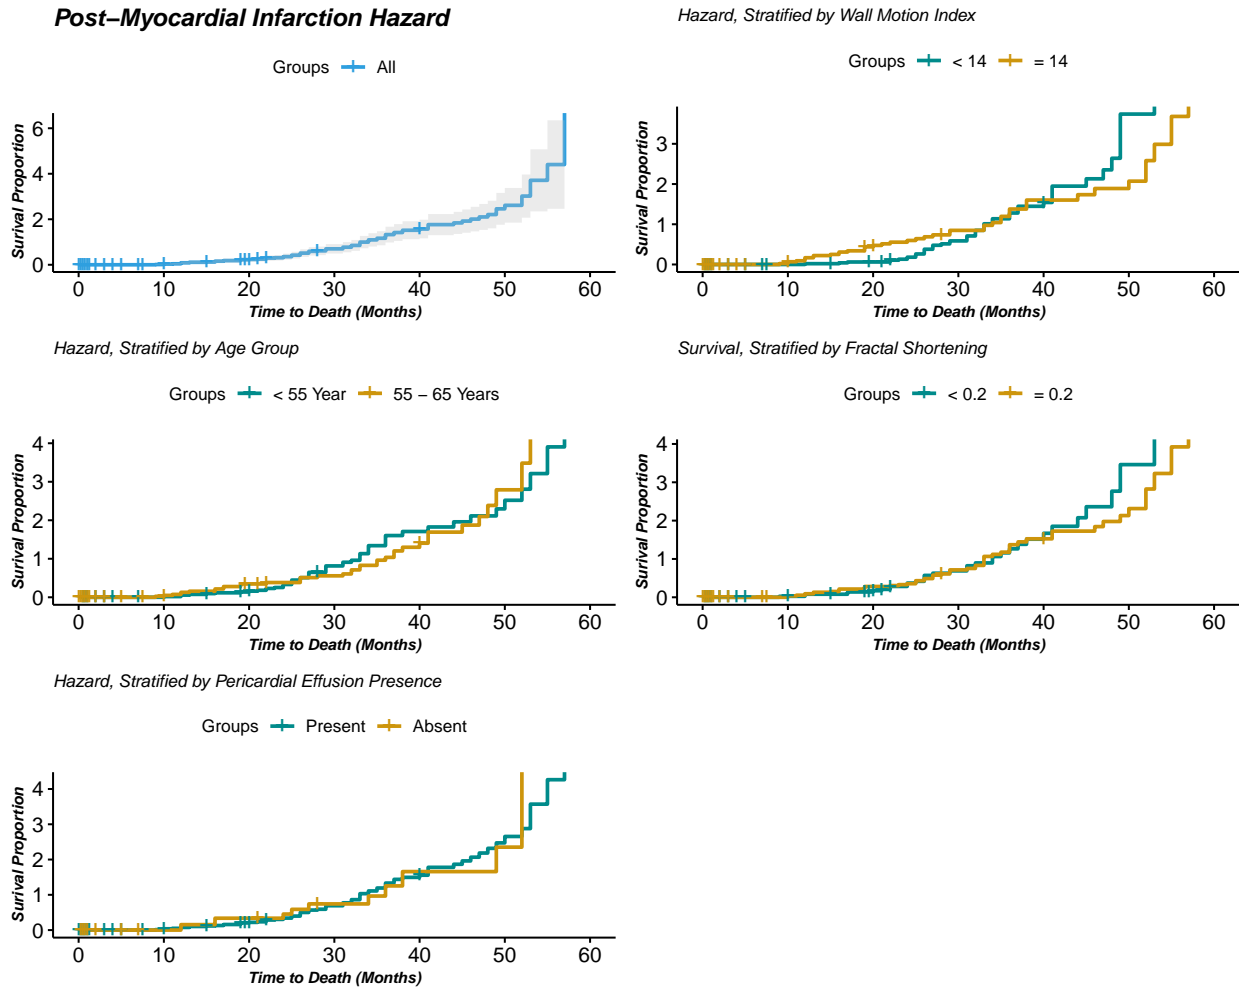 Post–Myocardial Infarction Hazard
Groups All
Surival Proportion
6
4
2
0
0 10 20 30 40 50 60
Time to Death (Months)
Hazard, Stratified by Wall Motion Index
Groups < 14 = 14
Surival Proportion
3
2
1
0
0 10 20 30 40 50 60
Time to Death (Months)
Hazard, Stratified by Age Group
Groups < 55 Year 55 – 65 Years
Surival Proportion
4
3
2
1
0
0 10 20 30 40 50 60
Time to Death (Months)
Survival, Stratified by Fractal Shortening
Groups < 0.2 = 0.2
Surival Proportion
4
3
2
1
0
0 10 20 30 40 50 60
Time to Death (Months)
Hazard, Stratified by Pericardial Effusion Presence
Groups Present Absent
Surival Proportion
4
3
2
1
0
0 10 20 30 40 50 60
Time to Death (Months)